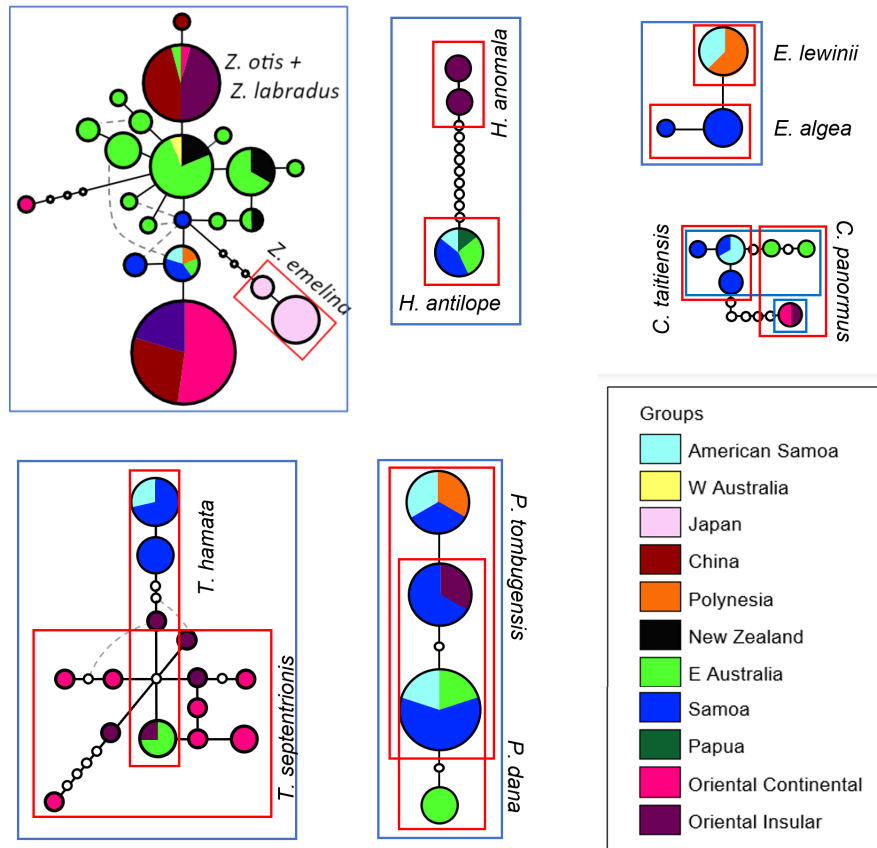 Z. otis +
Z. labradus
Z. emelina
H. anomala
H. antilope
E. lewinii
E. algea
C. taitiensis
C. panormus
T. hamata
T. septentrionis
P. tombugensis
P. dana
Groups
American Samoa
W Australia
Japan
China
Polynesia
New Zealand
E Australia
Samoa
Papua
Oriental Continental
Oriental Insular